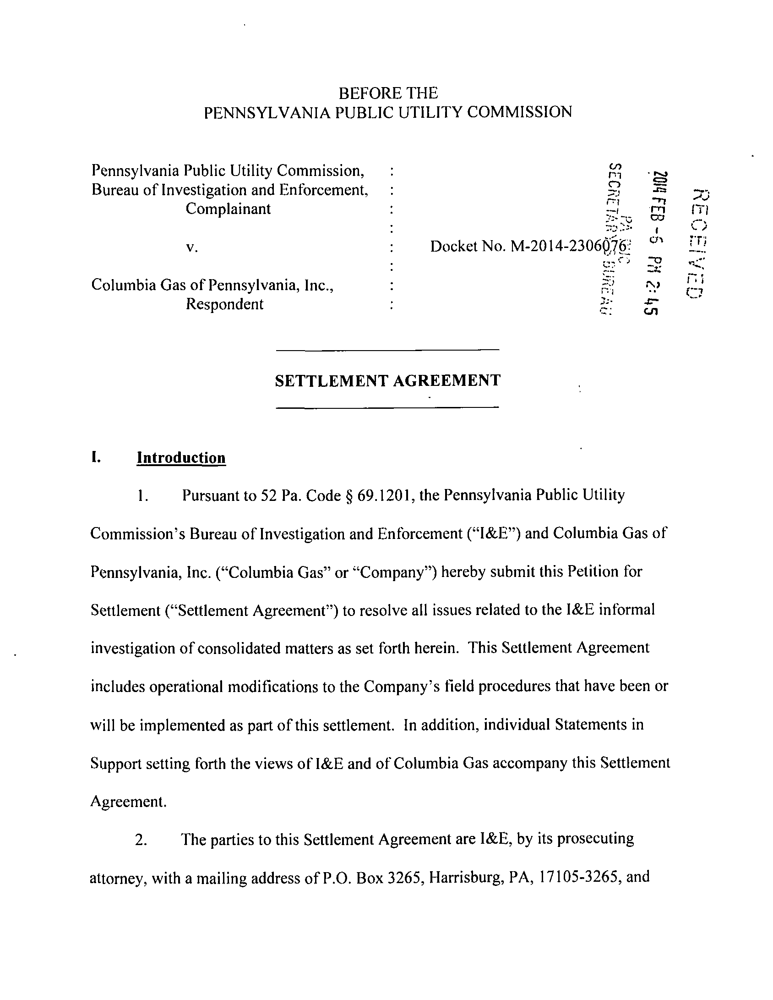 BEFORE THE
PENNSYLVANIA PUBLIC UTILITY COMMISSION
Pennsylvania Public Utility Commission, :
Bureau of Investigation and Enforcement, :
Complainant :
:
v. : Docket No. M-2014-2306076
:
Columbia Gas of Pennsylvania, Inc., :
Respondent :
RECEIVED
2014 FEB -6 PM 2:45
PA PUC
SECRETARY'S BUREAU
SETTLEMENT AGREEMENT
I. Introduction
1. Pursuant to 52 Pa. Code § 69.1201, the Pennsylvania Public Utility
Commission's Bureau of Investigation and Enforcement ("I&E") and Columbia Gas of
Pennsylvania, Inc. ("Columbia Gas" or "Company") hereby submit this Petition for
Settlement ("Settlement Agreement") to resolve all issues related to the I&E informal
investigation of consolidated matters as set forth herein. This Settlement Agreement
includes operational modifications to the Company's field procedures that have been or
will be implemented as part of this settlement. In addition, individual Statements in
Support setting forth the views of I&E and of Columbia Gas accompany this Settlement
Agreement.
2. The parties to this Settlement Agreement are I&E, by its prosecuting
attorney, with a mailing address of P.O. Box 3265, Harrisburg, PA, 17105-3265, and